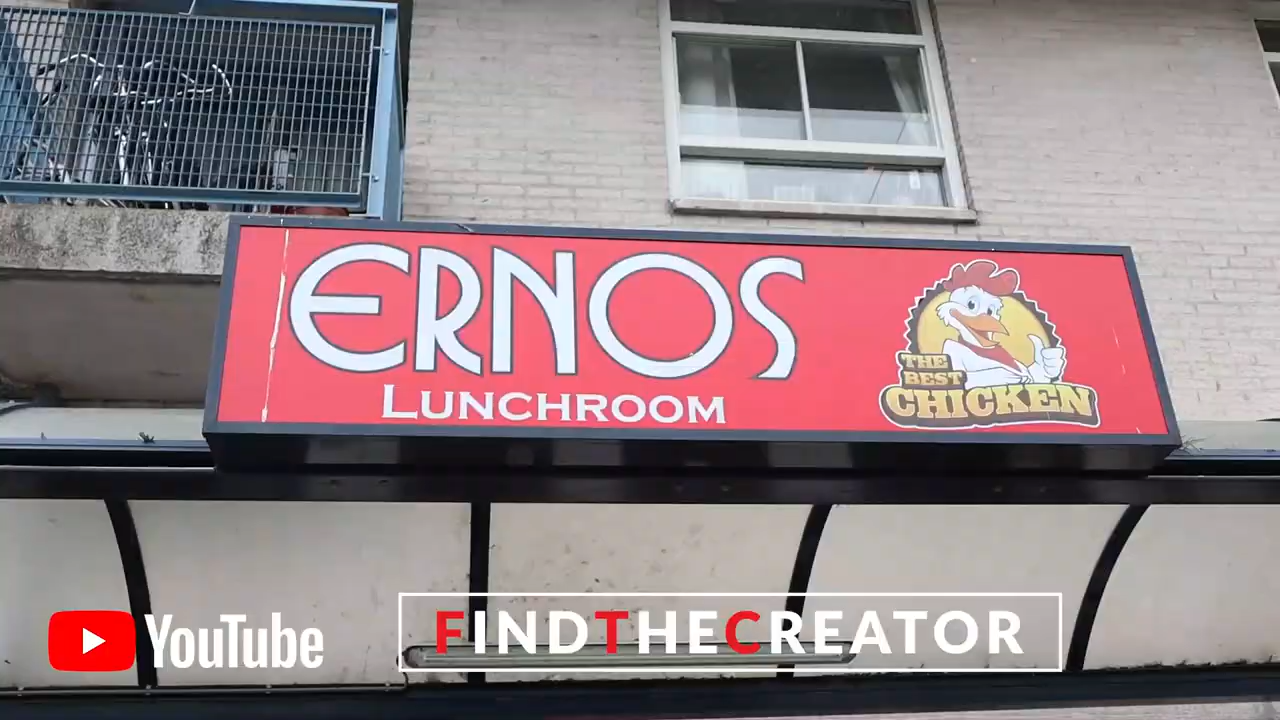 ERNOS
LUNCHROOM
THE
BEST
CHICKEN
YouTube
FINDTHECREATOR